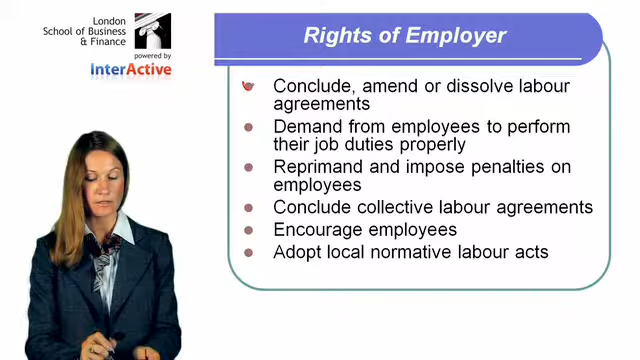 London
School of Business
& Finance
powered by
InterActive
Rights of Employer
Conclude, amend or dissolve labour
agreements
Demand from employees to perform
their job duties properly
Reprimand and impose penalties on
employees
Conclude collective labour agreements
Encourage employees
Adopt local normative labour acts